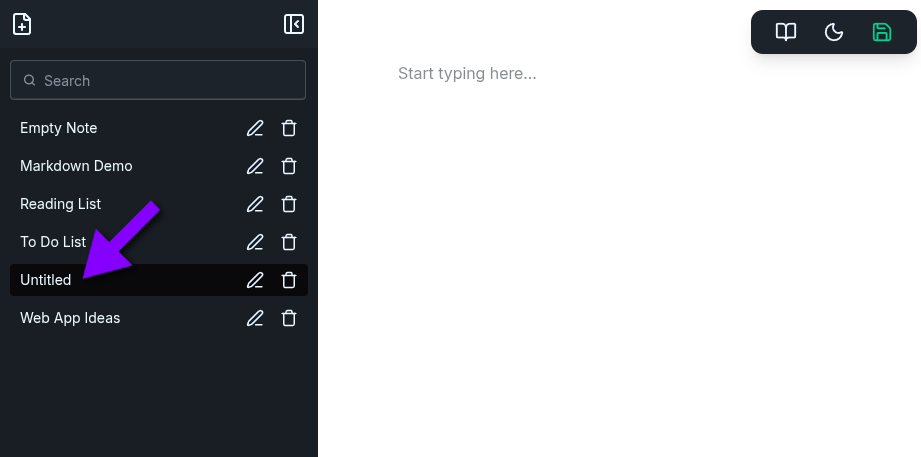 Search
Start typing here...
Empty Note
Markdown Demo
Reading List
To Do List
Untitled
Web App Ideas